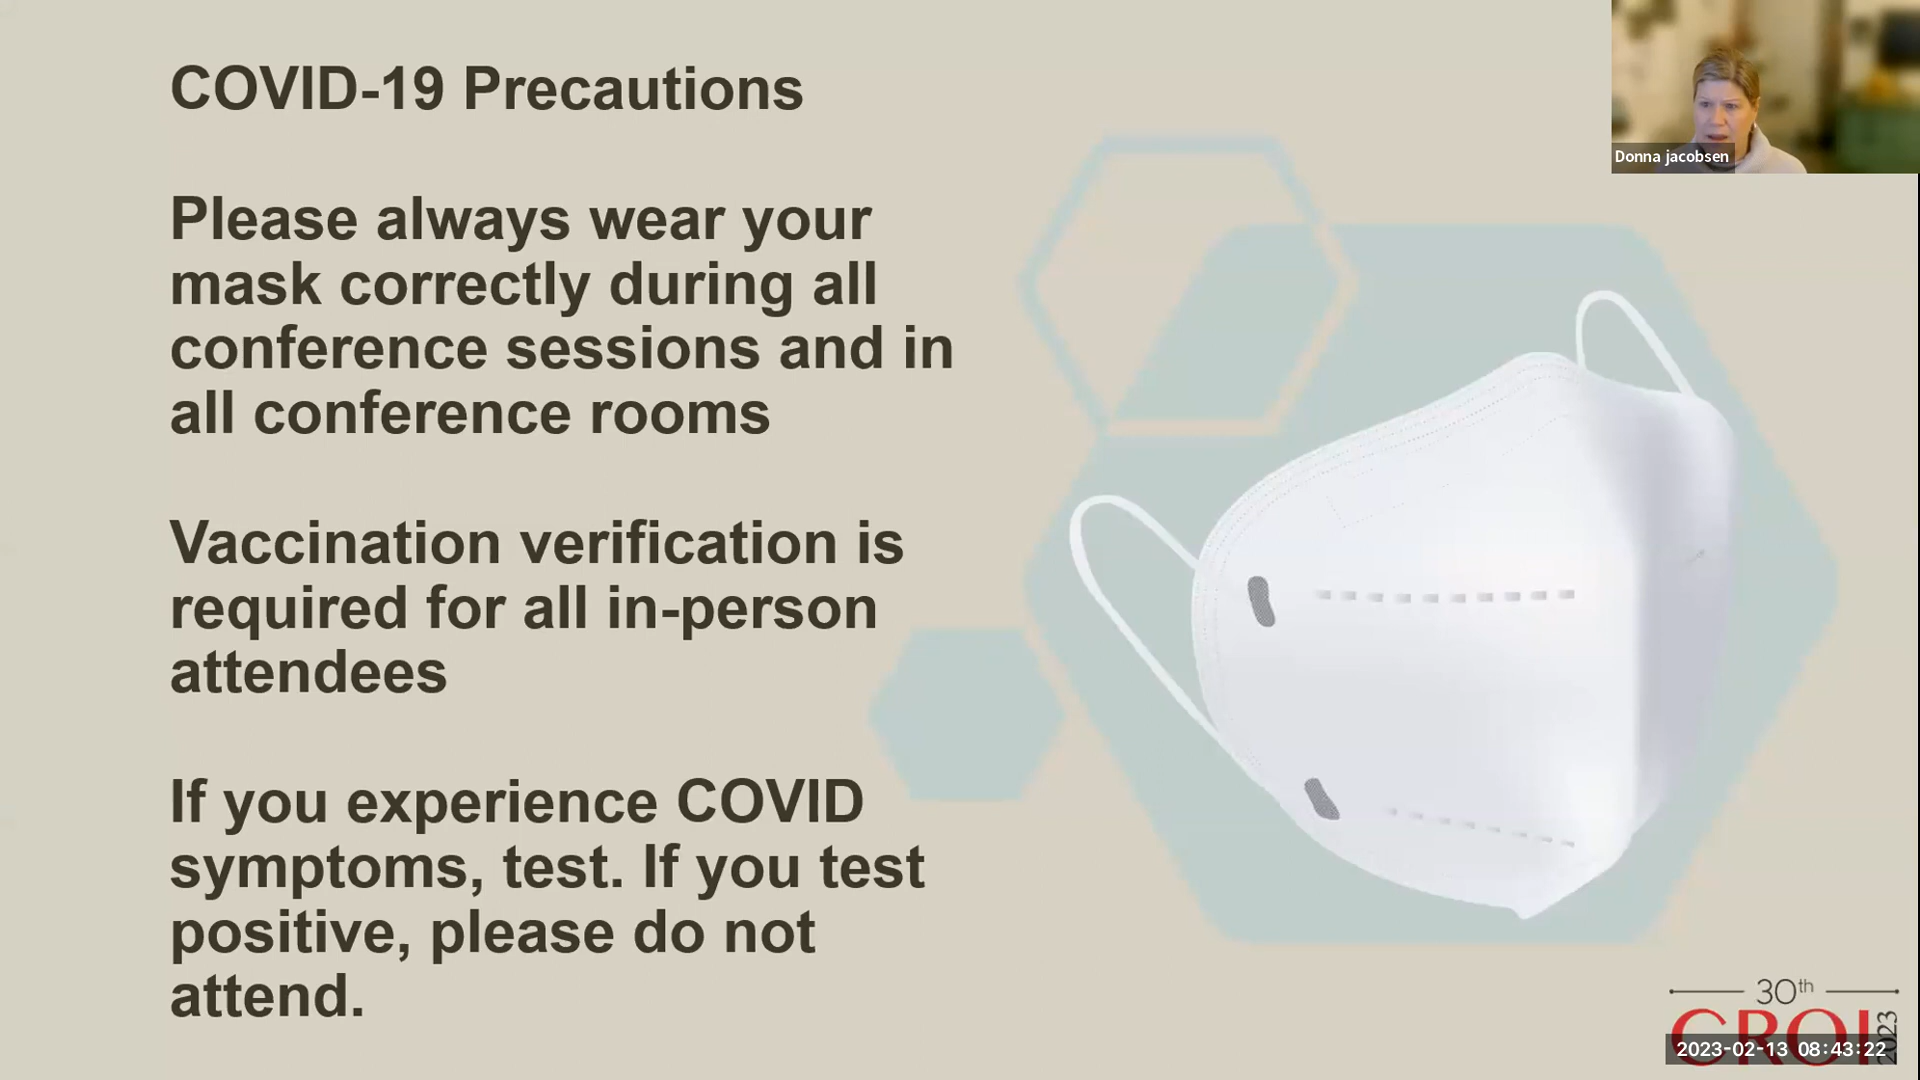 COVID-19 Precautions
Please always wear your
mask correctly during all
conference sessions and in
all conference rooms
Vaccination verification is
required for all in-person
attendees
If you experience COVID
symptoms, test. If you test
positive, please do not
attend.
Donna jacobsen
30th
CROI 2023
2023-02-13 08:43:22